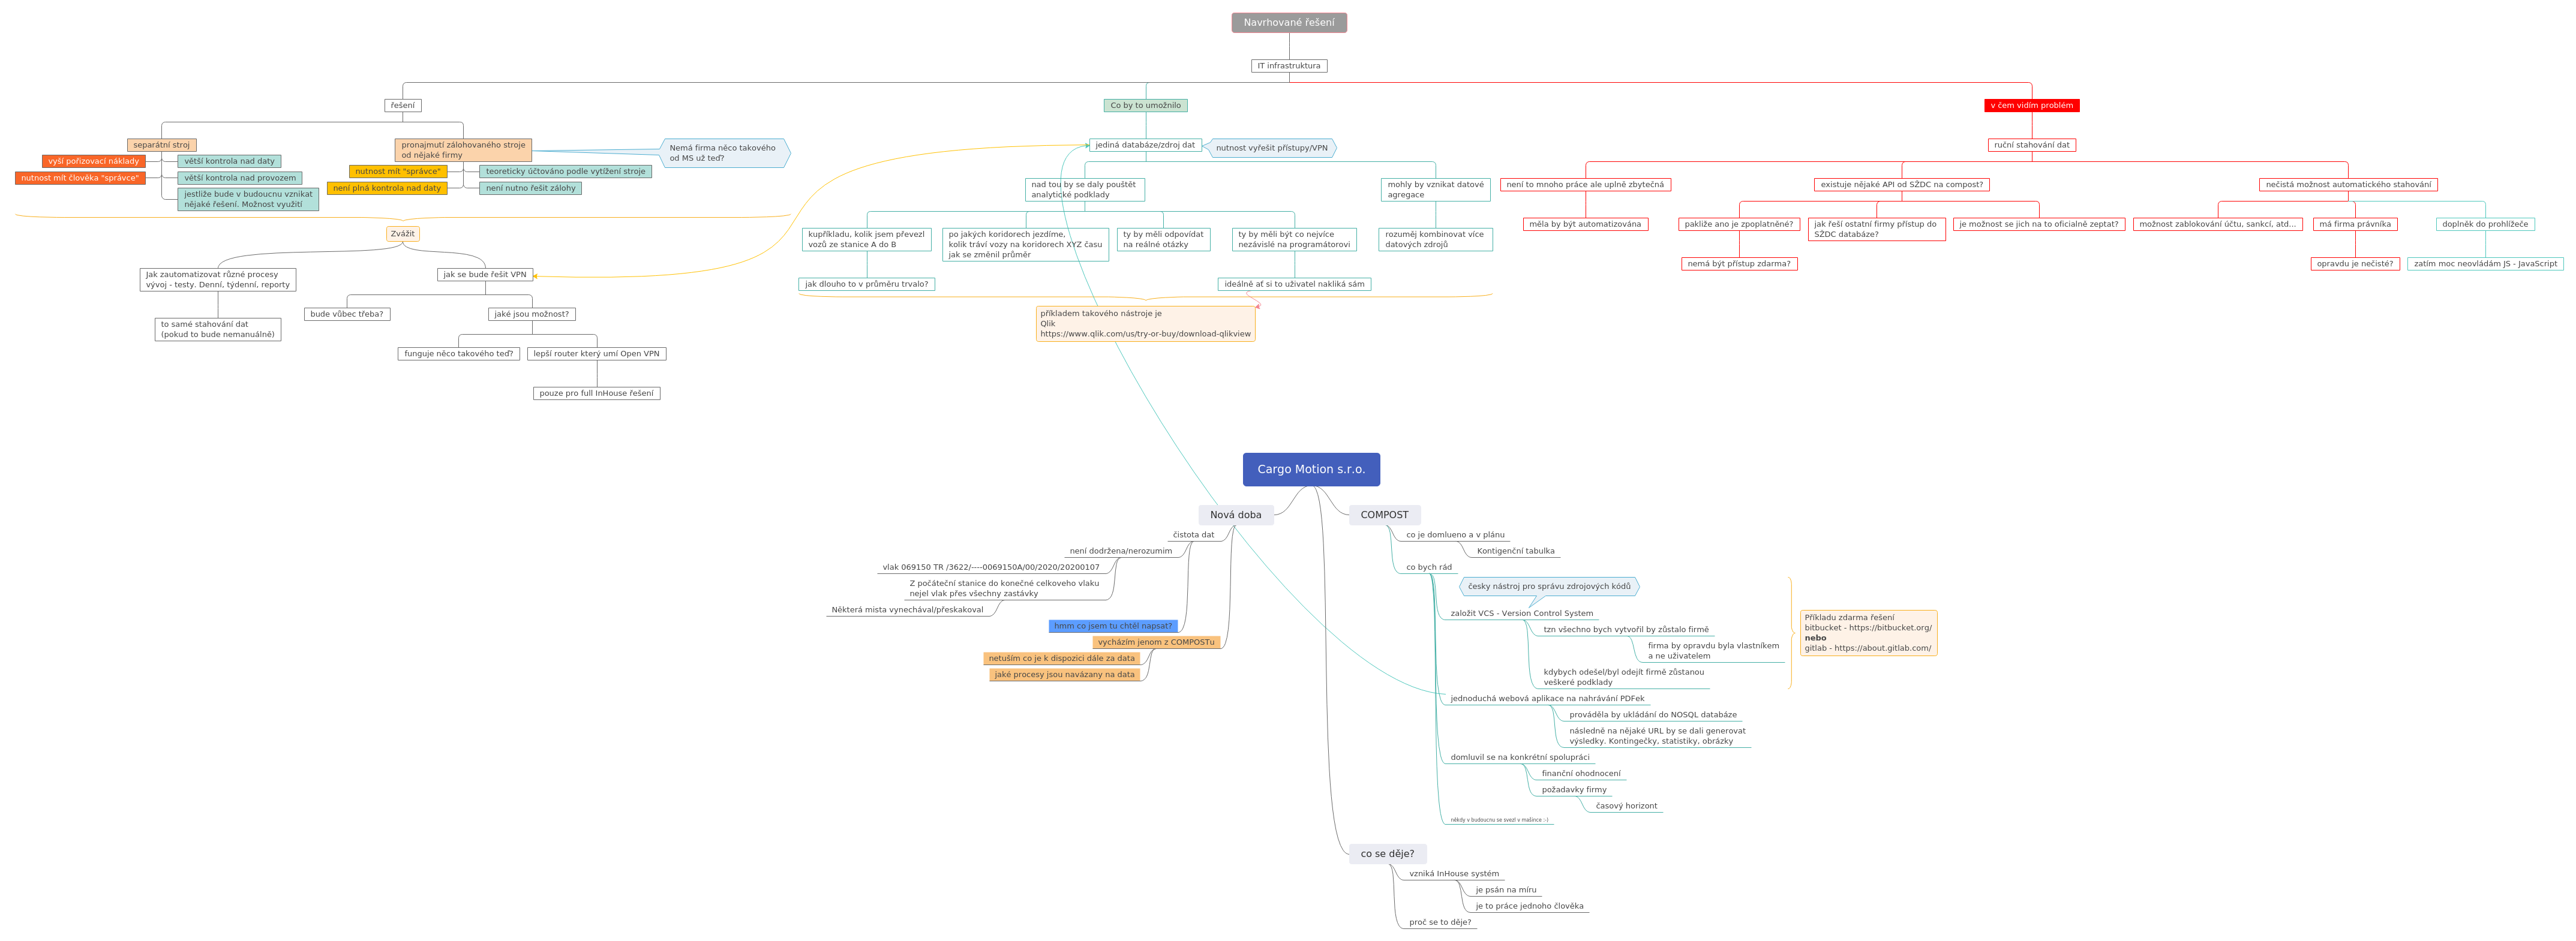 Navrhované řešení
IT infrastruktura
řešení
separátní stroj
vyší pořizovací náklady
nutnost mít člověka "správce"
větší kontrola nad daty
větší kontrola nad provozem
jestliže bude v budoucnu vznikat
nějaké řešení. Možnost využití
pronajmutí zálohovaného stroje
od nějaké firmy
nutnost mít "správce"
není plná kontrola nad daty
teoreticky účtováno podle vytížení stroje
není nutno řešit zálohy
Nemá firma něco takového
od MS už teď?
Zvážit
Jak zautomatizovat různé procesy
vývoj - testy. Denní, týdenní, reporty
to samé stahování dat
(pokud to bude nemanuálně)
jak se bude řešit VPN
bude vůbec třeba?
jaké jsou možnost?
funguje něco takového teď?
lepší router který umí Open VPN
pouze pro full InHouse řešení
Co by to umožnilo
jediná databáze/zdroj dat
nutnost vyřešit přístupy/VPN
nad tou by se daly pouštět
analytické podklady
kupříkladu, kolik jsem převezl
vozů ze stanice A do B
jak dlouho to v průměru trvalo?
po jakých koridorech jezdíme,
kolik tráví vozy na koridorech XYZ času
jak se změnil průměr
ty by měli odpovídat
na reálné otázky
ty by měli být co nejvíce
nezávislé na programátorovi
ideálně ať si to uživatel nakliká sám
mohly by vznikat datové
agregace
rozuměj kombinovat více
datových zdrojů
příkladem takového nástroje je
Qlik
https://www.qlik.com/us/try-or-buy/download-qlikview
v čem vidím problém
ruční stahování dat
není to mnoho práce ale uplně zbytečná
měla by být automatizována
existuje nějaké API od SŽDC na compost?
pakliže ano je zpoplatněné?
nemá být přístup zdarma?
jak řeší ostatní firmy přístup do
SŽDC databáze?
je možnost se jich na to oficialně zeptat?
nečistá možnost automatického stahování
možnost zablokování účtu, sankcí, atd...
má firma právníka
opravdu je nečisté?
doplněk do prohlížeče
zatím moc neovládám JS - JavaScript
Cargo Motion s.r.o.
Nová doba
čistota dat
není dodržena/nerozumim
vlak 069150 TR /3622/----0069150A/00/2020/20200107
Z počáteční stanice do konečné celkoveho vlaku
nejel vlak přes všechny zastávky
Některá mista vynechával/přeskakoval
hmm co jsem tu chtěl napsat?
vycházím jenom z COMPOSTu
netuším co je k dispozici dále za data
jaké procesy jsou navázany na data
COMPOST
co je domlueno a v plánu
Kontigenční tabulka
co bych rád
česky nástroj pro správu zdrojových kódů
založit VCS - Version Control System
tzn všechno bych vytvořil by zůstalo firmě
firma by opravdu byla vlastníkem
a ne uživatelem
kdybych odešel/byl odejít firmě zůstanou
veškeré podklady
Příkladu zdarma řešení
bitbucket - https://bitbucket.org/
nebo
gitlab - https://about.gitlab.com/
jednoduchá webová aplikace na nahrávání PDFek
prováděla by ukládání do NOSQL databáze
následně na nějaké URL by se dali generovat
výsledky. Kontingečky, statistiky, obrázky
domluvil se na konkrétní spolupráci
finanční ohodnocení
požadavky firmy
časový horizont
někdy v budoucnu se svezl v mašince :-)
co se děje?
vzniká InHouse systém
je psán na míru
je to práce jednoho člověka
proč se to děje?